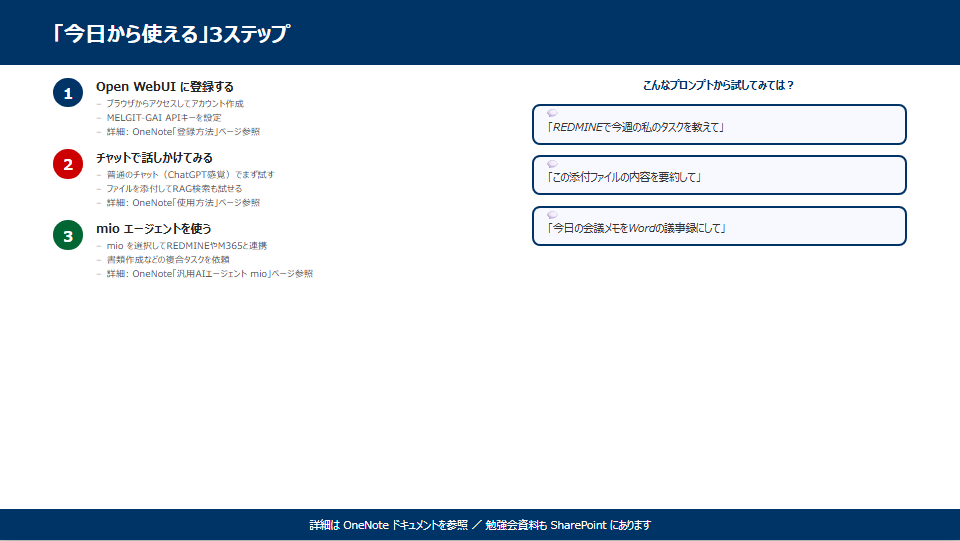 「今日から使える」3ステップ
1
Open WebUI に登録する
– ブラウザからアクセスしてアカウント作成
– MELGIT-GAI APIキーを設定
– 詳細: OneNote「登録方法」ページ参照
2
チャットで話しかけてみる
– 普通のチャット（ChatGPT感覚）でまず試す
– ファイルを添付してRAG検索も試せる
– 詳細: OneNote「使用方法」ページ参照
3
mio エージェントを使う
– mio を選択してREDMINEやM365と連携
– 書類作成などの複合タスクを依頼
– 詳細: OneNote「汎用AIエージェント mio」ページ参照
こんなプロンプトから試してみては？
「REDMINEで今週の私のタスクを教えて」
「この添付ファイルの内容を要約して」
「今日の会議メモをWordの議事録にして」
詳細は OneNote ドキュメントを参照 ／ 勉強会資料も SharePoint にあります